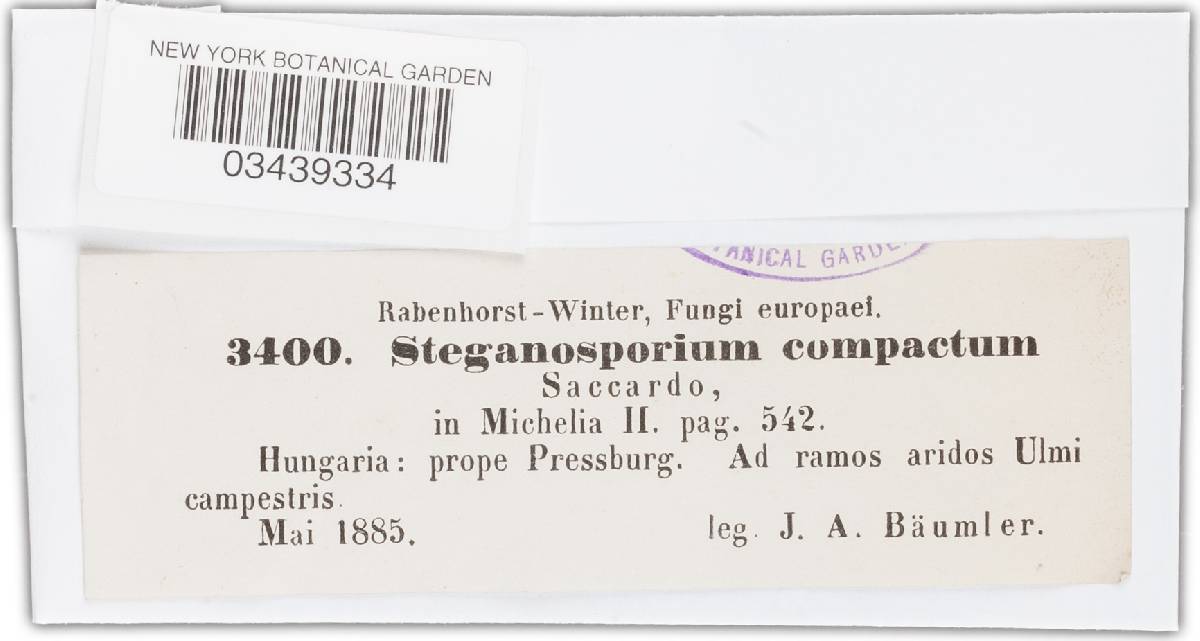 NEW YORK BOTANICAL GARDEN
03439334
TANICAL GARDE
Rabenhorst-Winter, Fungi europaei.
3400. Steganosporium compactum
Saccardo,
in Michelia II. pag. 542.
Hungaria: prope Pressburg. Ad ramos aridos Ulmi
campestris.
Mai 1885. leg. J. A. Bäumler.